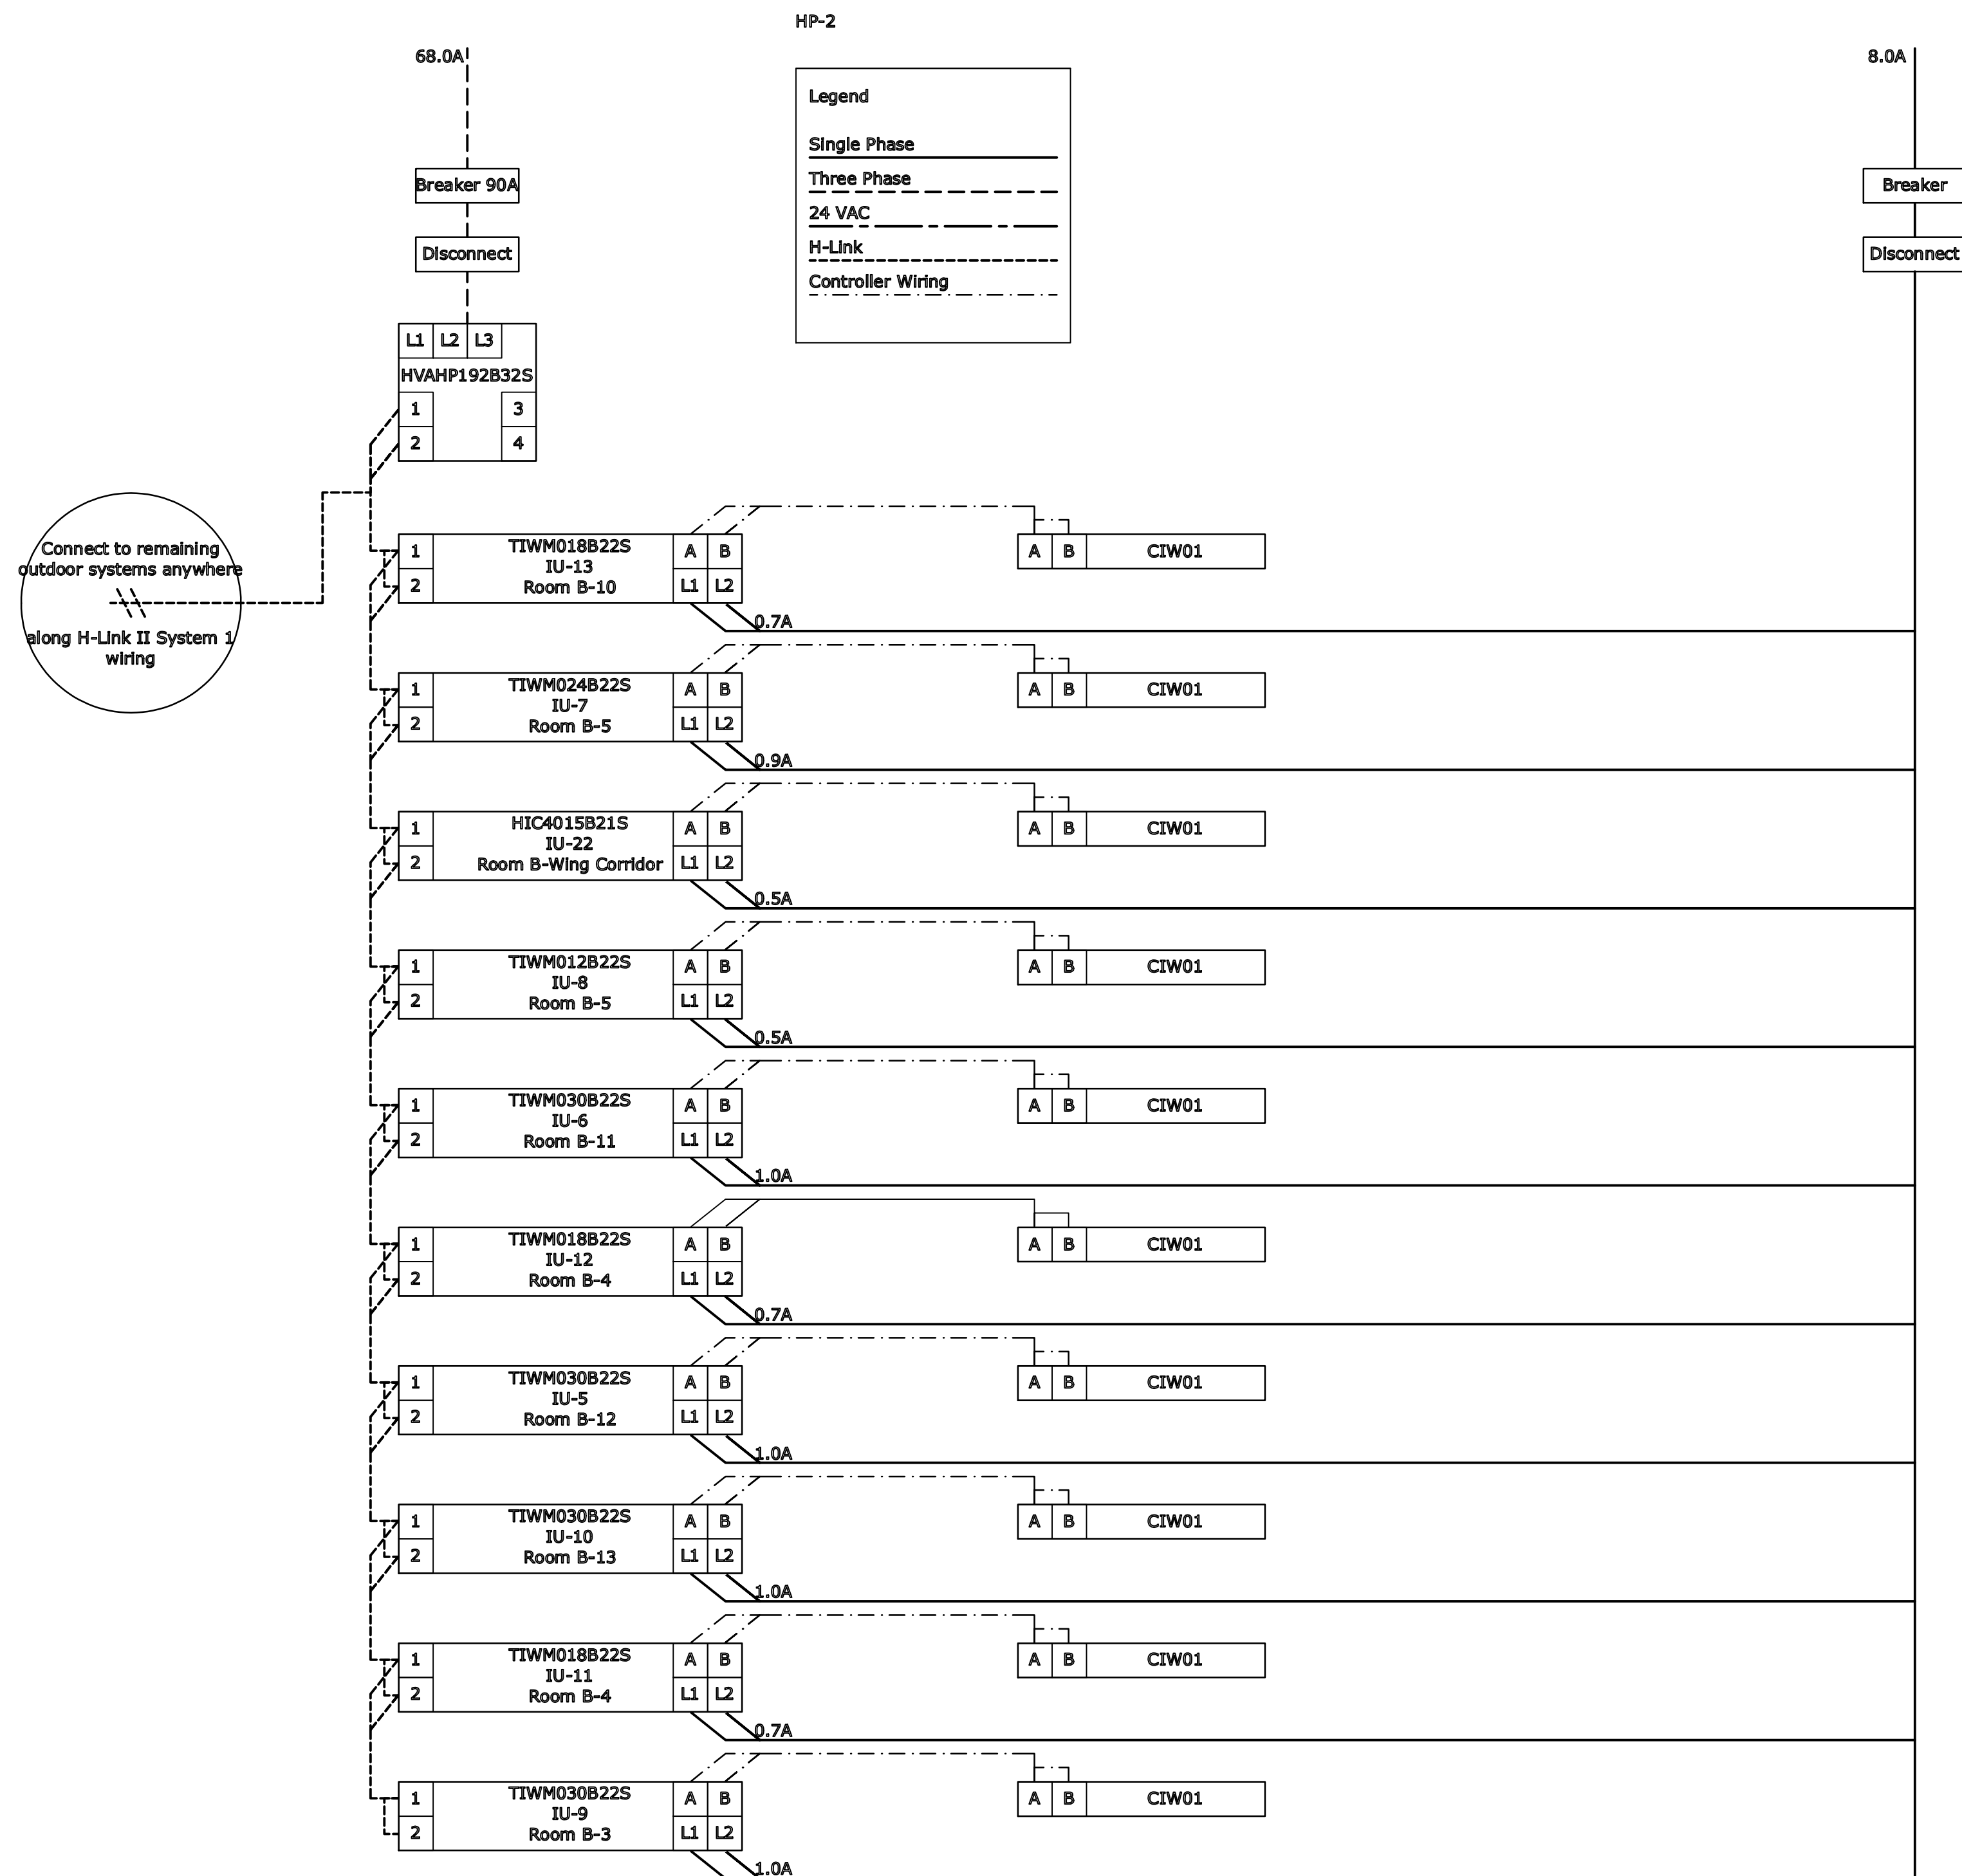 HP-2
68.0A
8.0A
Legend
Single Phase
Three Phase
24 VAC
H-Link
Controller Wiring
Breaker 90A
Breaker
Disconnect
Disconnect
L1 L2 L3
HVAHP192B32S
1 3
2 4
Connect to remaining
outdoor systems anywhere
along H-Link II System 1
wiring
1 TIWM018B22S A B
IU-13
2 Room B-10 L1 L2
A B CIW01
0.7A
1 TIWM024B22S A B
IU-7
2 Room B-5 L1 L2
A B CIW01
0.9A
1 HIC4015B21S A B
IU-22
2 Room B-Wing Corridor L1 L2
A B CIW01
0.5A
1 TIWM012B22S A B
IU-8
2 Room B-5 L1 L2
A B CIW01
0.5A
1 TIWM030B22S A B
IU-6
2 Room B-11 L1 L2
A B CIW01
1.0A
1 TIWM018B22S A B
IU-12
2 Room B-4 L1 L2
A B CIW01
0.7A
1 TIWM030B22S A B
IU-5
2 Room B-12 L1 L2
A B CIW01
1.0A
1 TIWM030B22S A B
IU-10
2 Room B-13 L1 L2
A B CIW01
1.0A
1 TIWM018B22S A B
IU-11
2 Room B-4 L1 L2
A B CIW01
0.7A
1 TIWM030B22S A B
IU-9
2 Room B-3 L1 L2
A B CIW01
1.0A